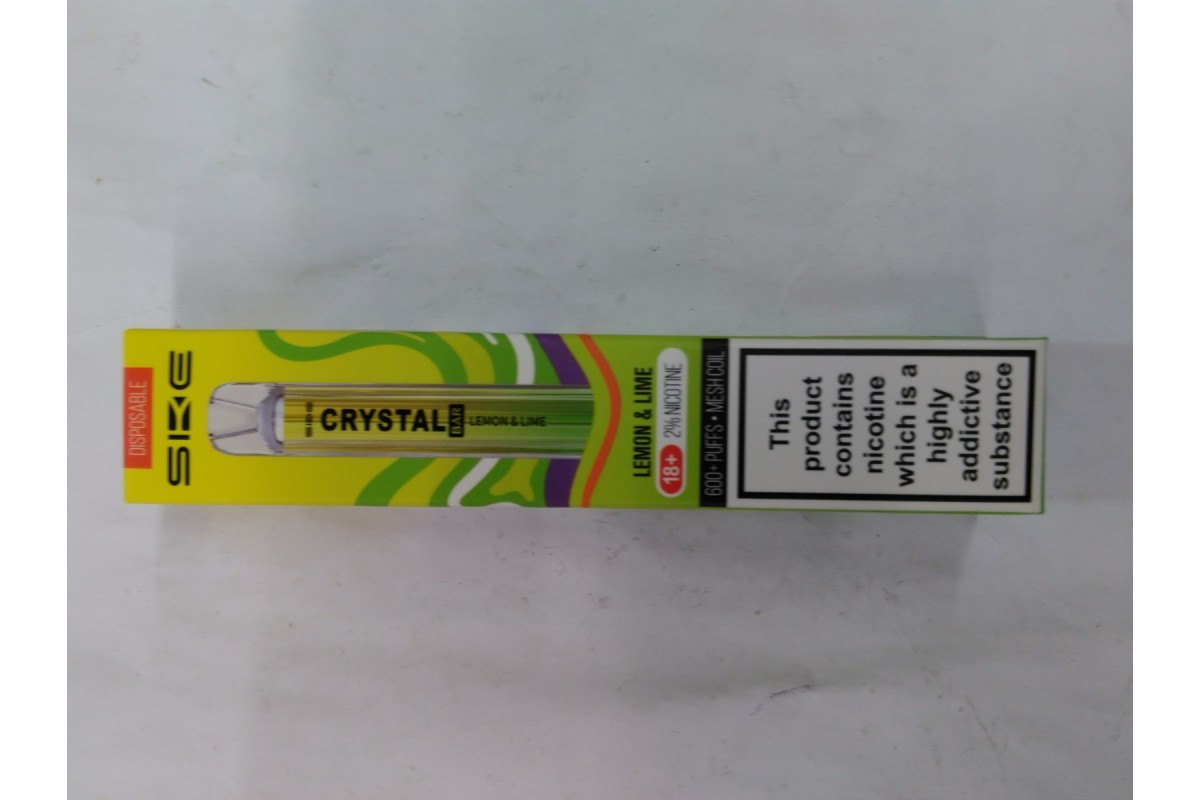 DISPOSABLE
SKE
SKE
CRYSTAL BAR
LEMON & LIME
LEMON & LIME
18+ 2% NICOTINE
600+ PUFFS • MESH COIL
This
product
contains
nicotine
which is a
highly
addictive
substance